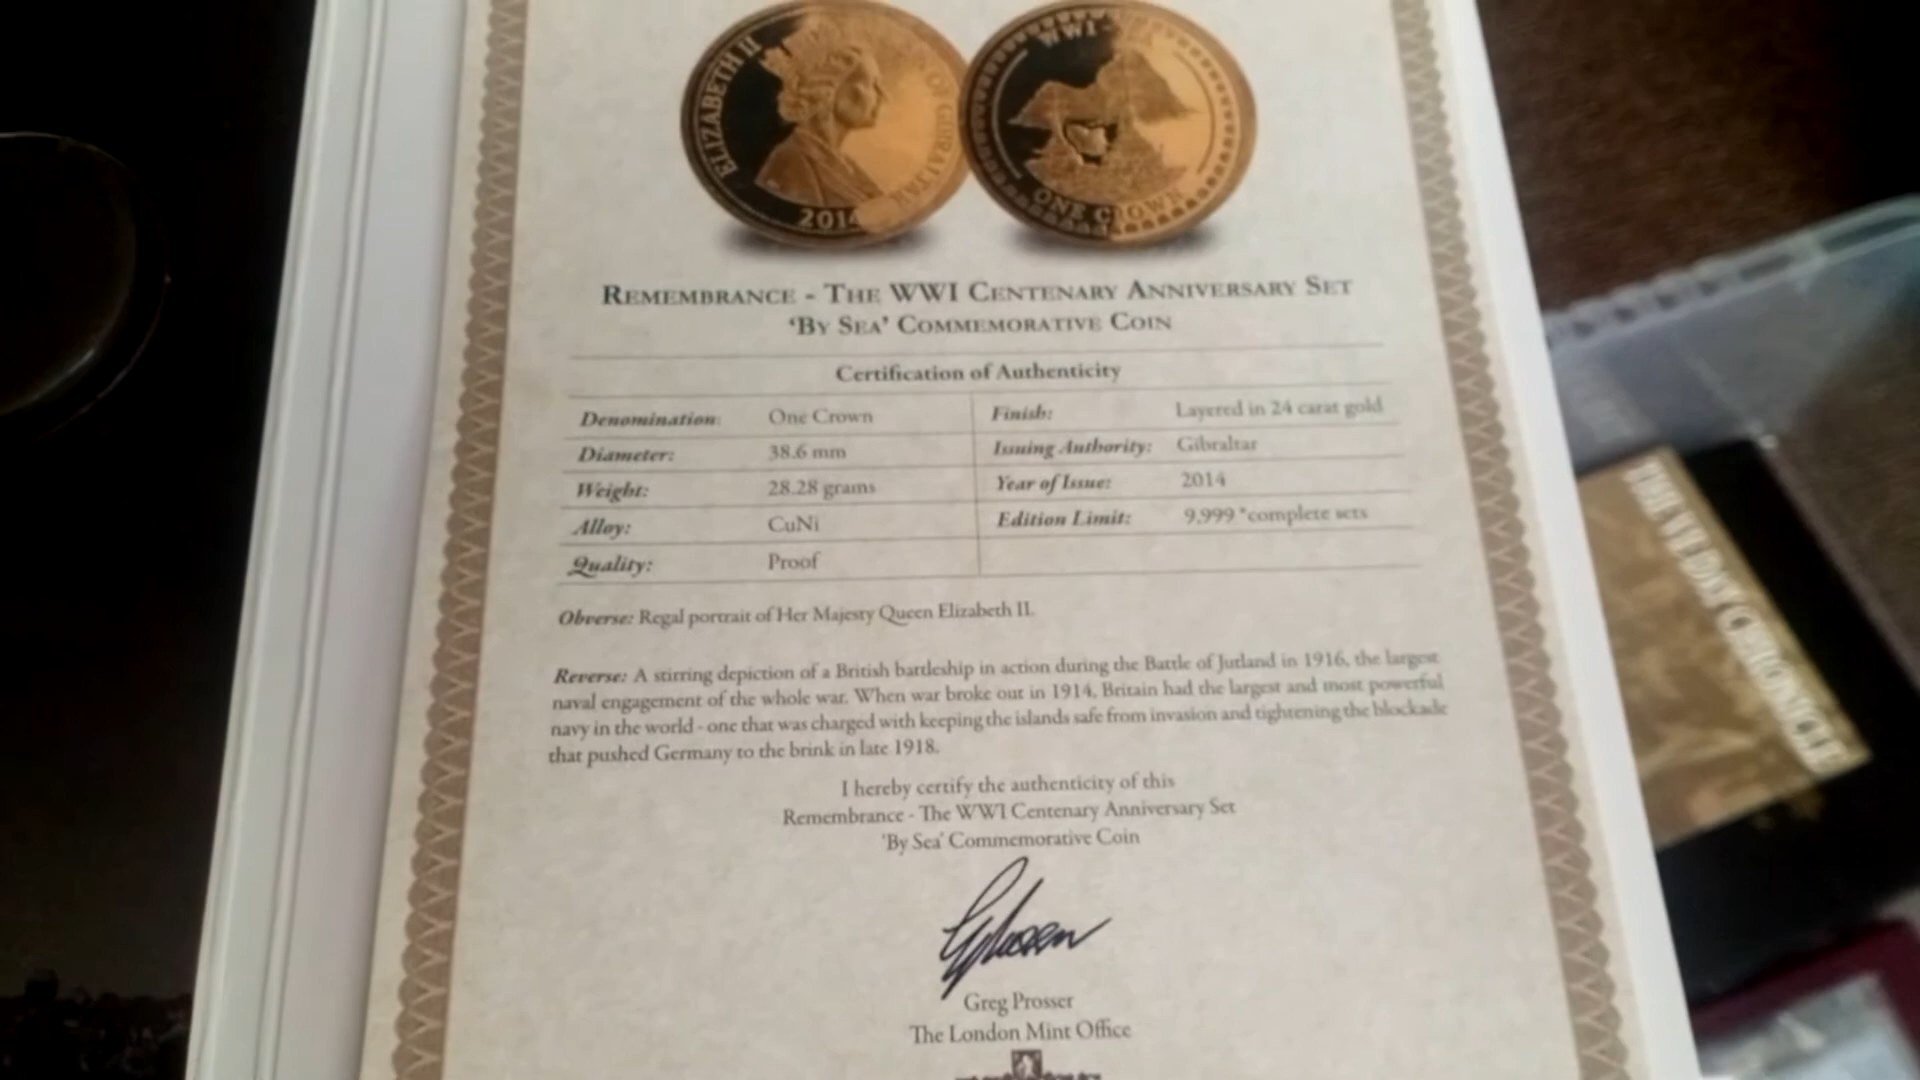 ELIZABETH II
OF GIBRALTAR
2014
WWI
ONE CROWN
REMEMBRANCE - THE WWI CENTENARY ANNIVERSARY SET
‘BY SEA’ COMMEMORATIVE COIN
Certification of Authenticity
Denomination: One Crown Finish: Layered in 24 carat gold
Diameter: 38.6 mm Issuing Authority: Gibraltar
Weight: 28.28 grams Year of Issue: 2014
Alloy: CuNi Edition Limit: 9,999 *complete sets
Quality: Proof
Obverse: Regal portrait of Her Majesty Queen Elizabeth II.
Reverse: A stirring depiction of a British battleship in action during the Battle of Jutland in 1916, the largest
naval engagement of the whole war. When war broke out in 1914, Britain had the largest and most powerful
navy in the world - one that was charged with keeping the islands safe from invasion and tightening the blockade
that pushed Germany to the brink in late 1918.
I hereby certify the authenticity of this
Remembrance - The WWI Centenary Anniversary Set
‘By Sea’ Commemorative Coin
Greg Prosser
The London Mint Office
THE VE DAY CHRONICLE